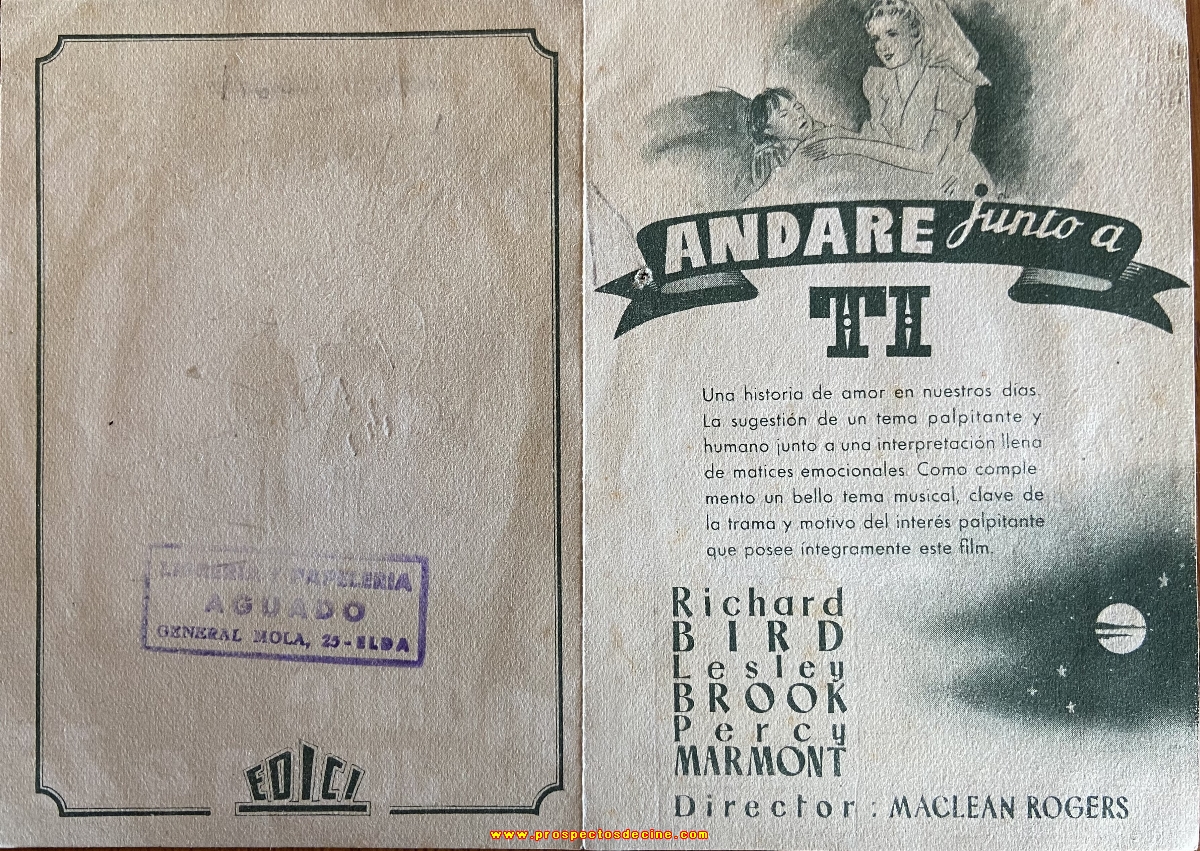 LIBRERIA Y PAPELERIA
AGUADO
GENERAL MOLA, 25-ELDA
EDICI
ANDARE junto a
TI
Una historia de amor en nuestros días.
La sugestión de un tema palpitante y
humano junto a una interpretación llena
de matices emocionales. Como comple
mento un bello tema musical, clave de
la trama y motivo del interés palpitante
que posee íntegramente este film.
Richard
BIRD
Lesley
BROOK
Percy
MARMONT
Director: MACLEAN ROGERS
www.prospectosdecine.com